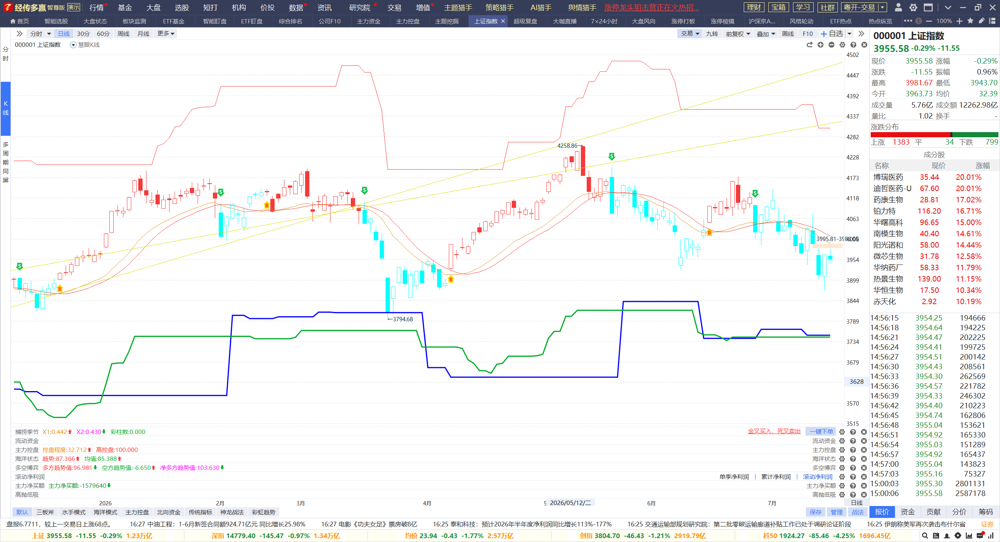 经传多赢 智尊版 演示 行情 基金 大盘 选股 短打 机构 价投 数据 资讯 研究院 交易 增值 主题猎手 策略猎手 AI猎手 舆情猎手 涨停龙头狙击营正在火热招... 理财 宝箱 学习 社群 粤开-交易
首页 智能选股 大盘状态 板块监测 ETF基金 智能盯盘 ETF盯盘 综合排名 公司F10 主力资金 主力控盘 主题挖掘 上证指数 超级复盘 大咖直播 7×24小时 大盘风向 涨停打板 涨停棱镜 沪深京A... 风格轮动 ETF热点 热点纵览 100%
分时 日线 30分 60分 周线 月线 更多 交易 九转 前复权 叠加 画线 F10 自选
000001 上证指数 慧眼K线
分时
K线
多周期同屏
4502
4447
4392
4337
4282
4228
4173
4118
4063
4008
3954
3899
3844
3789
3734
3679
3628
3570
3515
4258.86→
←3794.68
S
B
S
B
S
B
S
B
S
000001 上证指数
3955.58 -0.29% -11.55
现价 3955.58 涨幅 -0.29%
涨跌 -11.55 振幅 0.96%
最高 3981.67 最低 3943.70
今开 3963.73 均价 32.39
成交量 5.76亿 成交额 12262.98亿
量比 1.02 换手 -
涨跌分布
上涨 1383 平 34 下跌 799
成分股
名称 现价 涨幅
博瑞医药 35.44 20.01%
迪哲医药-U 67.60 20.01%
药康生物 28.81 17.02%
铂力特 116.20 16.71%
华曙高科 96.65 15.00%
南模生物 40.40 14.61%
阳光诺和 58.00 14.44%
微芯生物 31.78 12.58%
华纳药厂 58.33 11.79%
热景生物 139.00 11.15%
华恒生物 17.50 10.34%
赤天化 2.92 10.19%
14:56:15 3954.25 194666
14:56:18 3954.64 194225
14:56:21 3954.47 202225
14:56:24 3954.41 199725
14:56:27 3954.51 200142
14:56:30 3954.43 208561
14:56:33 3954.30 262569
14:56:36 3954.57 221782
14:56:39 3954.33 246302
14:56:42 3954.40 210223
14:56:45 3954.74 162806
14:56:48 3955.04 153621
14:56:51 3954.92 165330
14:56:54 3955.03 151289
14:56:57 3954.92 165437
14:57:00 3955.04 143823
14:57:03 3955.16 75327
15:00:03 3955.30 2801131
15:00:06 3955.58 2587178
捕捞季节 X1:0.442 X2:0.430 彩柱数:0.000 金叉买入，死叉卖出 一键下单
流动资金 流动资金
主力控盘 控盘程度:32.712 高控盘:100.000 主力控盘
海洋状态 趋势:87.366 均值:85.388 海洋状态
多空博弈 多方趋势值:96.981 空方趋势值:-6.650 净多方趋势值:103.630 多空博弈
滚动净利润 单季净利润 累计净利润 滚动净利润
主力净买额 主力净买额:-1579640 主力净买额
高抛低吸 高抛低吸
2026 2月 3月 4月 2026/05/12/二 6月 7月 日线
默认 三板斧 水手模式 海洋模式 主力控盘 北向资金 传统指标 神龙战法 彩虹趋势 保存 管理 战法 报价 资金 贡献 分价 筹码
盘报6.7711，较上一交易日上涨68点。 16:27 中油工程：1-6月新签合同额924.71亿元 同比增长25.98% 16:27 电影《功夫女足》票房破8亿 16:25 泰和科技：预计2026年半年度净利润同比增长113%-177% 16:25 交通运输部规划研究院：第二批零碳运输廊道补贴工作已处于调研论证阶段 16:25 伊朗称美军再次袭击布什尔省 证券
上证 3955.58 -11.55 -0.29% 1.23万亿 深指 14779.40 -145.47 -0.97% 1.34万亿 均价 23.94 -0.43 -1.77% 2.57万亿 创指 3804.70 -46.43 -1.21% 2919.79亿 科50 1924.27 -85.46 -4.25% 1696.45亿